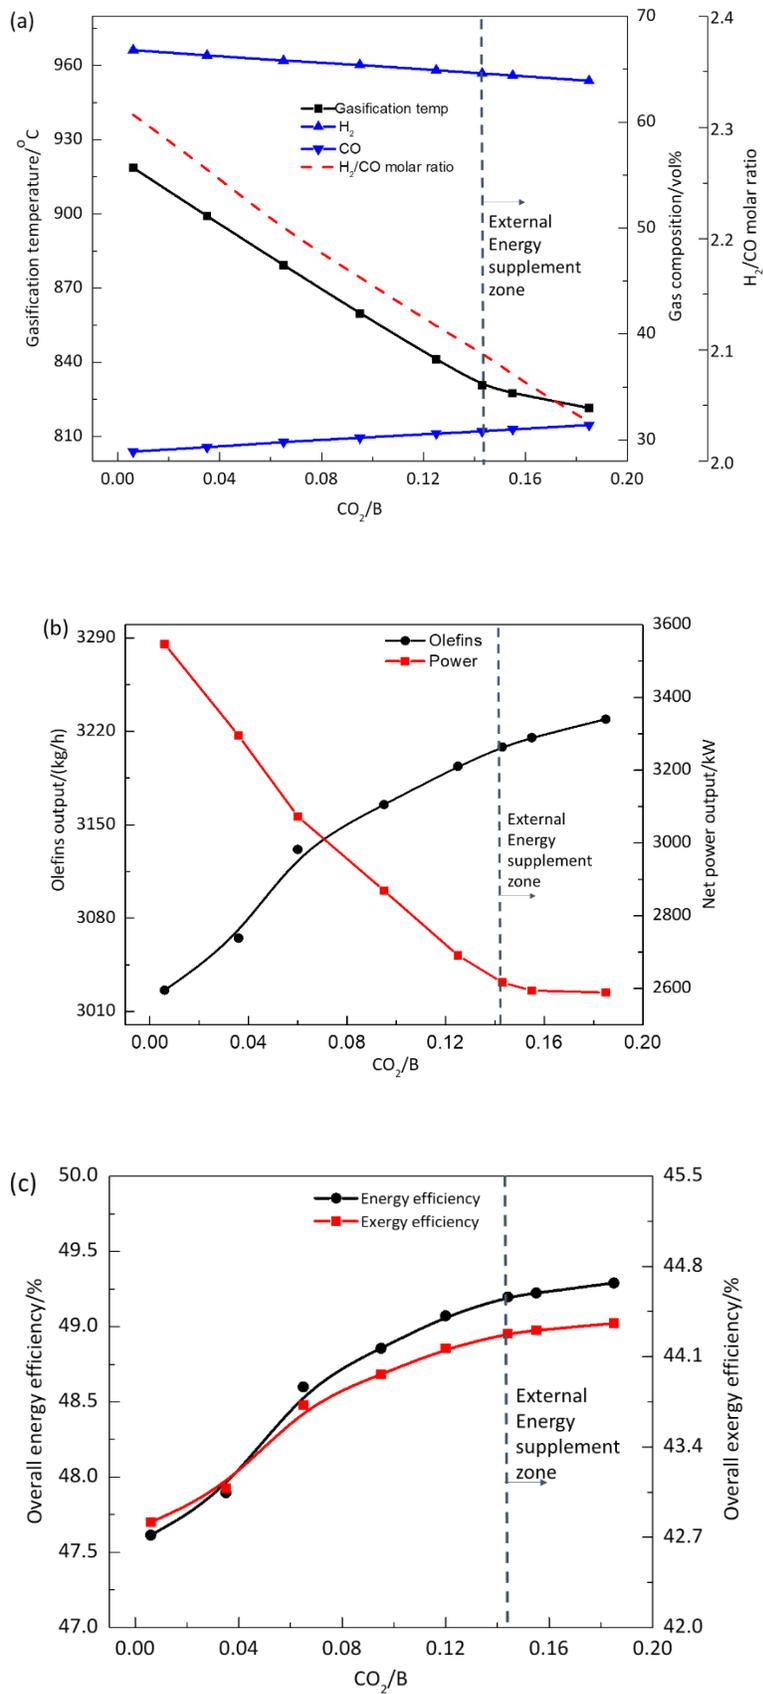 (a)
960
930
900
870
840
810
Gasification temperature/°C
Gasification temp
H₂
CO
H₂/CO molar ratio
External
Energy
supplement
zone
70
60
50
40
30
Gas composition/vol%
2.4
2.3
2.2
2.1
2.0
H₂/CO molar ratio
0.00 0.04 0.08 0.12 0.16 0.20
CO₂/B
(b)
3290
3220
3150
3080
3010
Olefins output/(kg/h)
Olefins
Power
External
Energy
supplement
zone
3600
3400
3200
3000
2800
2600
Net power output/kW
0.00 0.04 0.08 0.12 0.16 0.20
CO₂/B
(c)
50.0
49.5
49.0
48.5
48.0
47.5
47.0
Overall energy efficiency/%
Energy efficiency
Exergy efficiency
External
Energy
supplement
zone
45.5
44.8
44.1
43.4
42.7
42.0
Overall exergy efficiency/%
0.00 0.04 0.08 0.12 0.16 0.20
CO₂/B